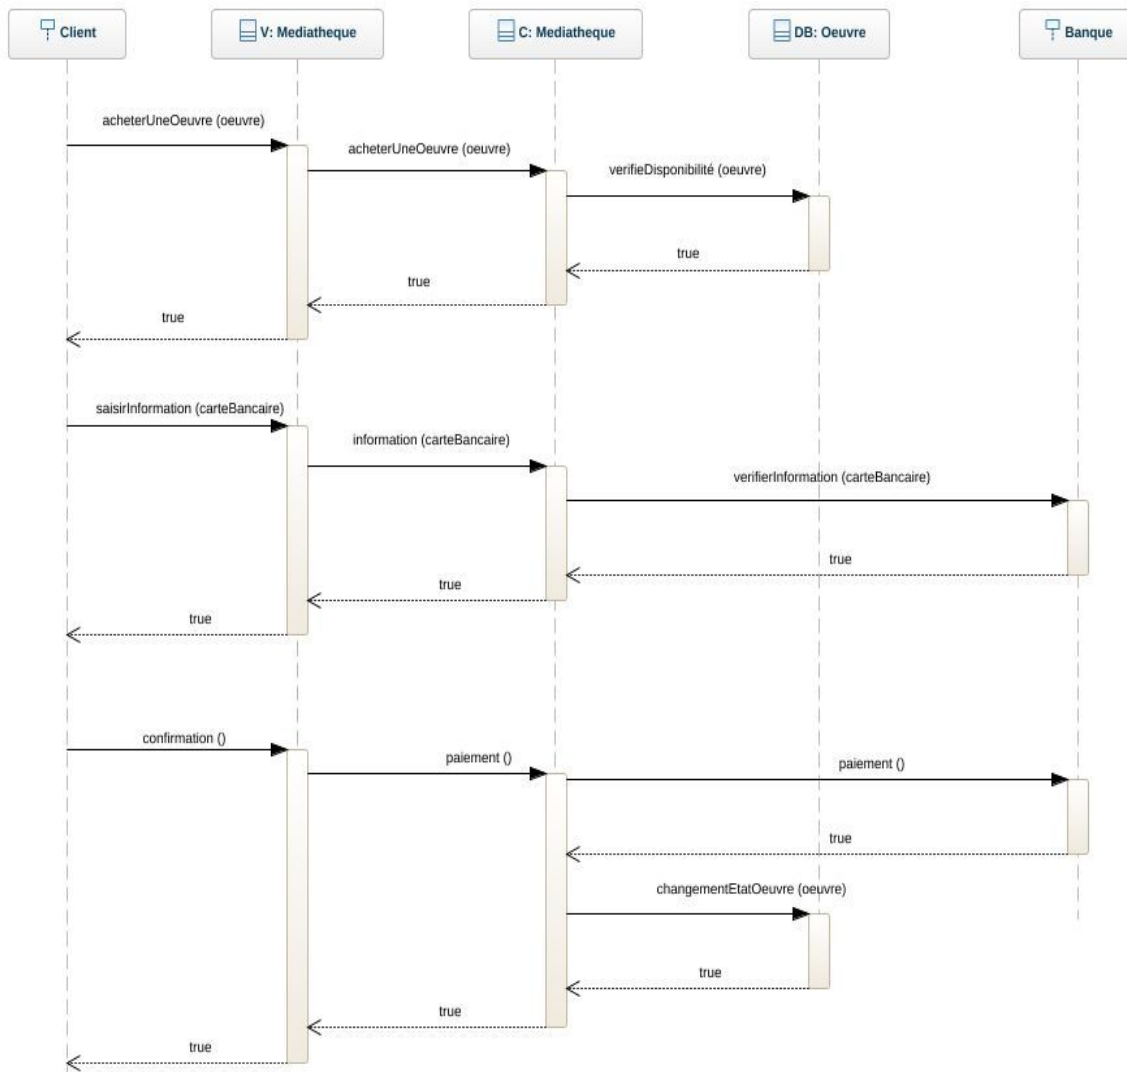 Client
V: Mediatheque
C: Mediatheque
DB: Oeuvre
Banque
acheterUneOeuvre (oeuvre)
acheterUneOeuvre (oeuvre)
verifieDisponibilité (oeuvre)
true
true
true
saisirInformation (carteBancaire)
information (carteBancaire)
verifierInformation (carteBancaire)
true
true
true
confirmation ()
paiement ()
paiement ()
true
changementEtatOeuvre (oeuvre)
true
true
true